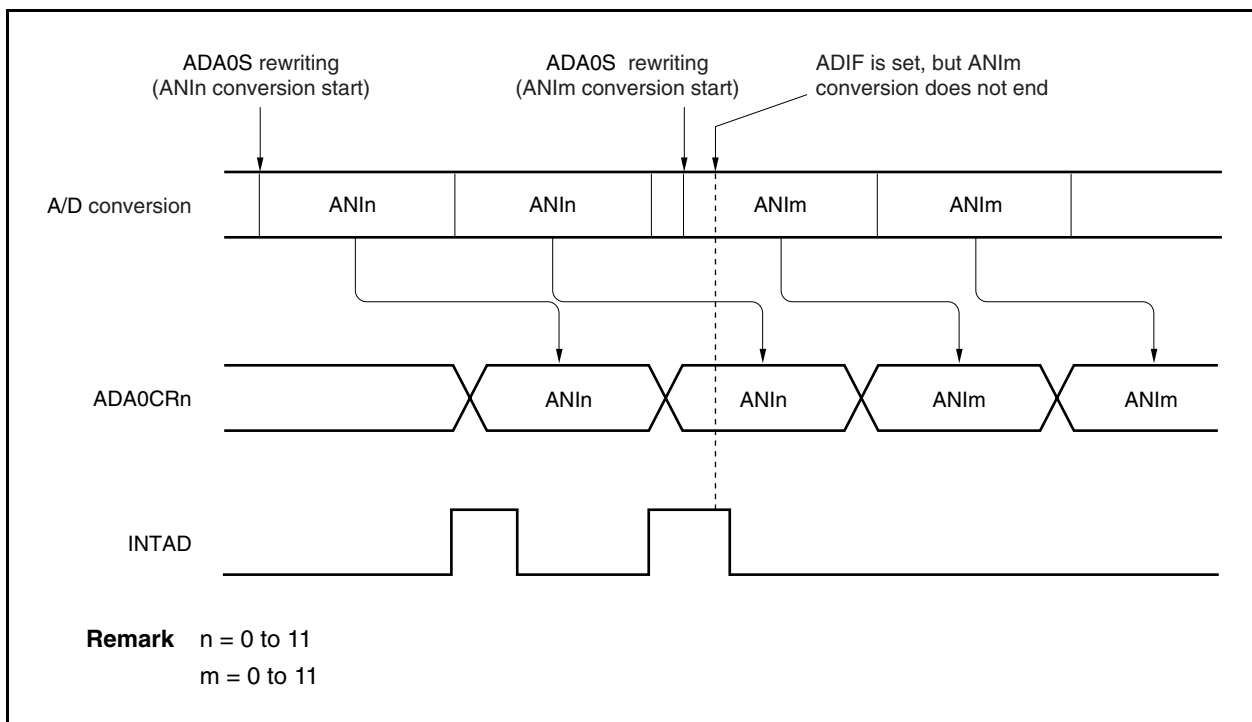 ADA0S rewriting
(ANIn conversion start)
ADA0S rewriting
(ANIm conversion start)
ADIF is set, but ANIm
conversion does not end
A/D conversion
ANIn
ANIn
ANIm
ANIm
ADA0CRn
ANIn
ANIn
ANIm
ANIm
INTAD
Remark n = 0 to 11
m = 0 to 11